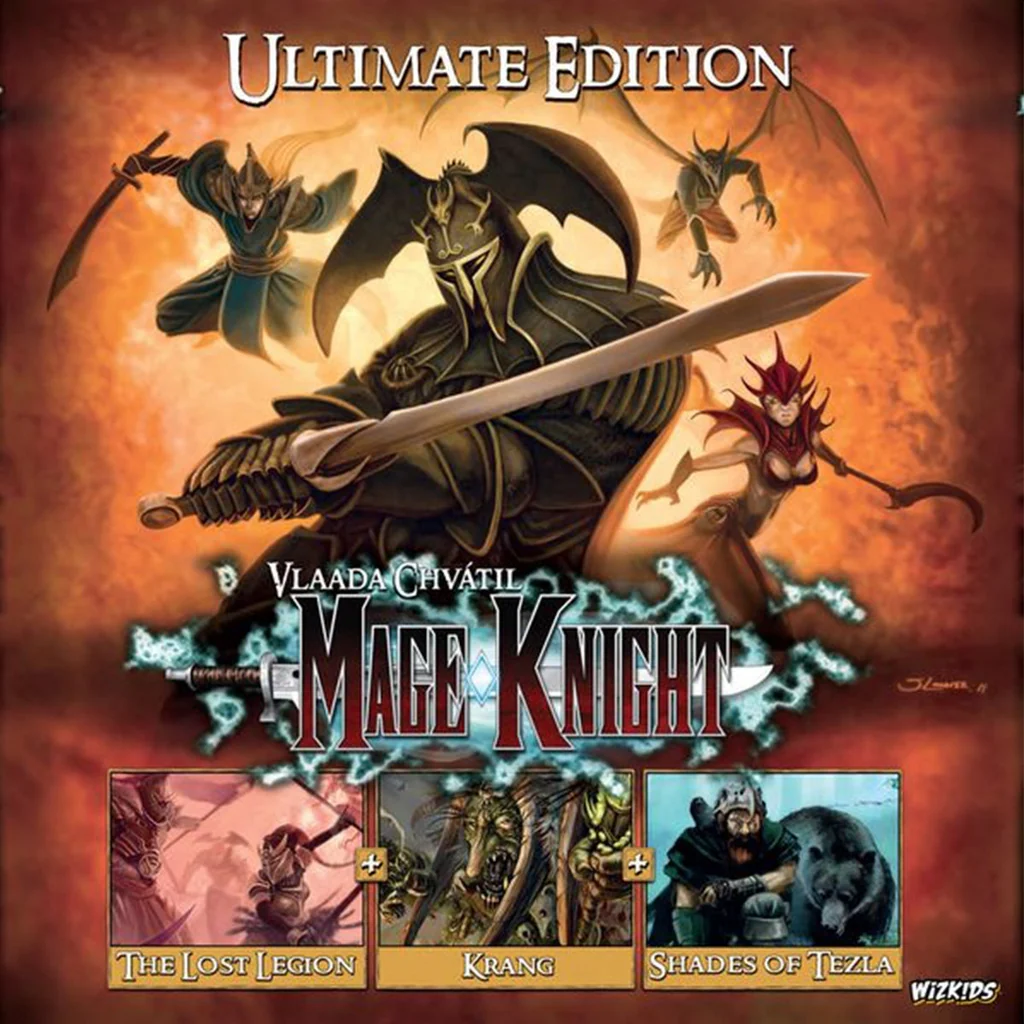 ULTIMATE EDITION
VLAADA CHVÁTIL
MAGE KNIGHT
THE LOST LEGION
+
KRANG
+
SHADES OF TEZLA
WIZKIDS